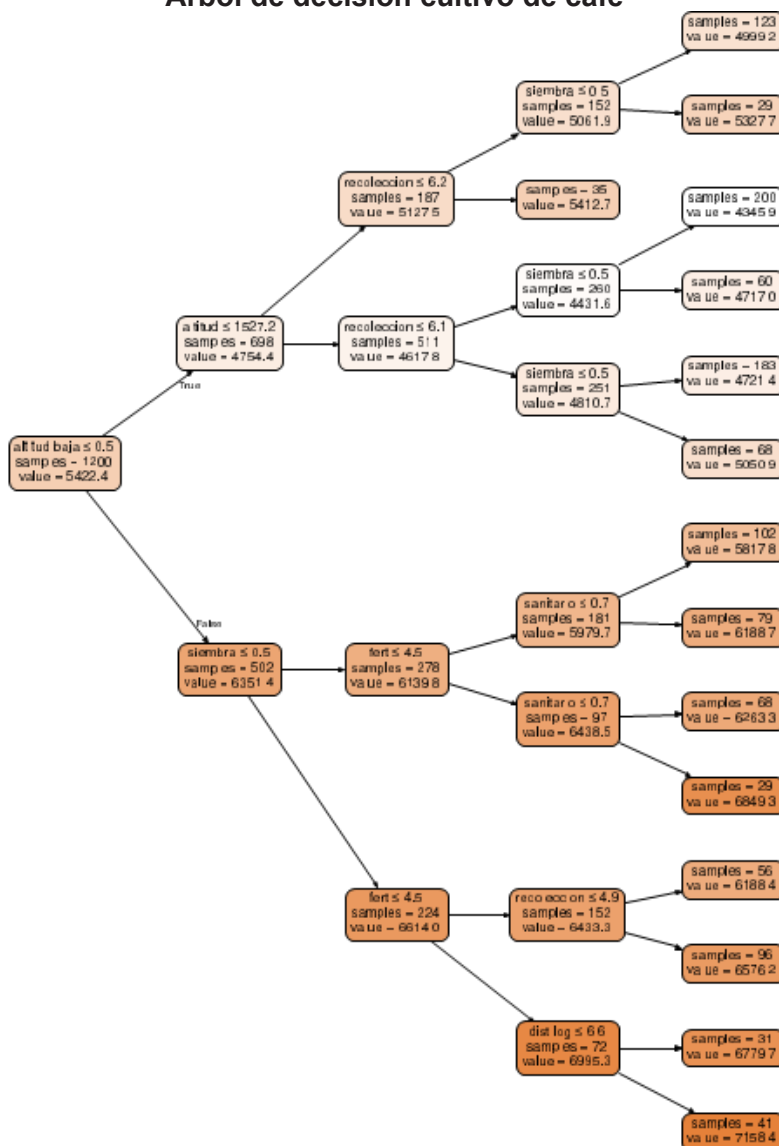 Árbol de decisión cultivo de café
samples = 123
value = 4999.2
siembra ≤ 0.5
samples = 152
value = 5061.9
samples = 29
value = 5327.7
recoleccion ≤ 6.2
samples = 187
value = 5127.5
samples = 35
value = 5412.7
samples = 200
value = 4345.9
siembra ≤ 0.5
samples = 260
value = 4431.6
samples = 60
value = 4717.0
altitud ≤ 1527.2
samples = 698
value = 4754.4
recoleccion ≤ 6.1
samples = 511
value = 4617.8
samples = 183
value = 4721.4
siembra ≤ 0.5
samples = 251
value = 4810.7
True
altitud baja ≤ 0.5
samples = 1200
value = 5422.4
samples = 68
value = 5050.9
samples = 102
value = 5817.8
sanitario ≤ 0.7
samples = 181
value = 5979.7
samples = 79
value = 6188.7
False
siembra ≤ 0.5
samples = 502
value = 6351.4
fert ≤ 4.5
samples = 278
value = 6139.8
sanitario ≤ 0.7
samples = 97
value = 6438.5
samples = 68
value = 6263.3
samples = 29
value = 6849.3
samples = 56
value = 6188.4
fert ≤ 4.5
samples = 224
value = 6614.0
recoleccion ≤ 4.9
samples = 152
value = 6433.3
samples = 96
value = 6576.2
dist log ≤ 6.6
samples = 72
value = 6995.3
samples = 31
value = 6779.7
samples = 41
value = 7158.4